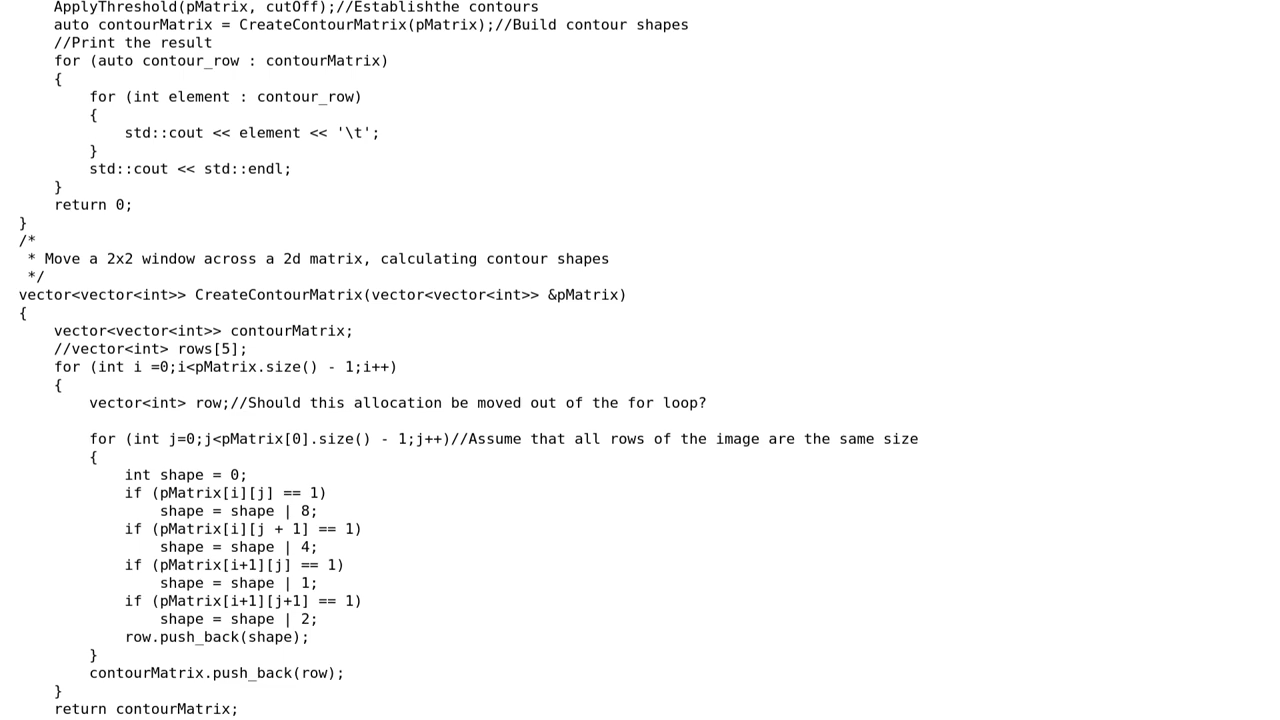 ApplyThreshold(pMatrix, cutOff);//Establishthe contours
    auto contourMatrix = CreateContourMatrix(pMatrix);//Build contour shapes
    //Print the result
    for (auto contour_row : contourMatrix)
    {
        for (int element : contour_row)
        {
            std::cout << element << '\t';
        }
        std::cout << std::endl;
    }
    return 0;
}
/*
 * Move a 2x2 window across a 2d matrix, calculating contour shapes
 */
vector<vector<int>> CreateContourMatrix(vector<vector<int>> &pMatrix)
{
    vector<vector<int>> contourMatrix;
    //vector<int> rows[5];
    for (int i =0;i<pMatrix.size() - 1;i++)
    {
        vector<int> row;//Should this allocation be moved out of the for loop?

        for (int j=0;j<pMatrix[0].size() - 1;j++)//Assume that all rows of the image are the same size
        {
            int shape = 0;
            if (pMatrix[i][j] == 1)
                shape = shape | 8;
            if (pMatrix[i][j + 1] == 1)
                shape = shape | 4;
            if (pMatrix[i+1][j] == 1)
                shape = shape | 1;
            if (pMatrix[i+1][j+1] == 1)
                shape = shape | 2;
            row.push_back(shape);
        }
        contourMatrix.push_back(row);
    }
    return contourMatrix;